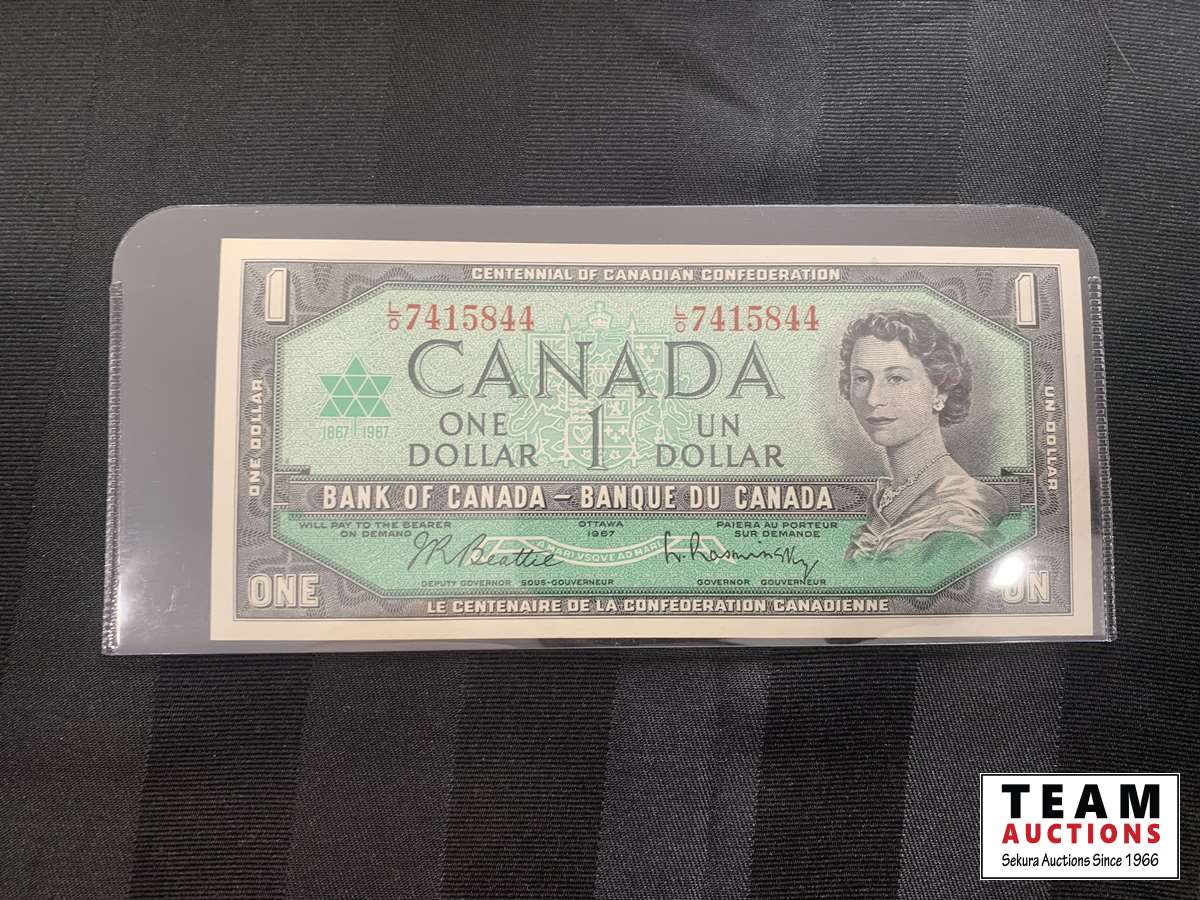 CENTENNIAL OF CANADIAN CONFEDERATION
1 1
L/O 7415844 L/O 7415844
CANADA
1867 1967
ONE DOLLAR 1 UN DOLLAR
ONE DOLLAR
UN DOLLAR
BANK OF CANADA – BANQUE DU CANADA
WILL PAY TO THE BEARER ON DEMAND
OTTAWA 1967
PAIERA AU PORTEUR SUR DEMANDE
JR Beattie
L. Rasminsky
DEPUTY GOVERNOR SOUS-GOUVERNEUR
GOVERNOR GOUVERNEUR
ONE UN
LE CENTENAIRE DE LA CONFÉDÉRATION CANADIENNE
TEAM
AUCTIONS
Sekura Auctions Since 1966